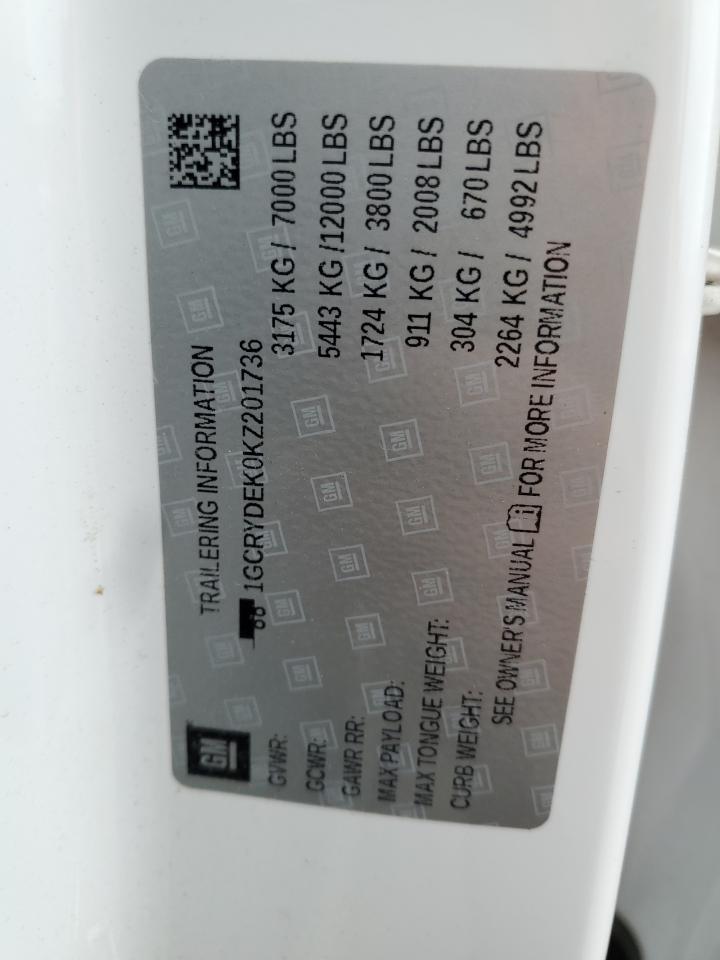 GM
TRAILERING INFORMATION
1GCRYDEK0KZ201736
GVWR: 3175 KG / 7000 LBS
GCWR: 5443 KG /12000 LBS
GAWR RR: 1724 KG / 3800 LBS
MAX PAYLOAD: 911 KG / 2008 LBS
MAX TONGUE WEIGHT: 304 KG / 670 LBS
CURB WEIGHT: 2264 KG / 4992 LBS
SEE OWNER'S MANUAL FOR MORE INFORMATION